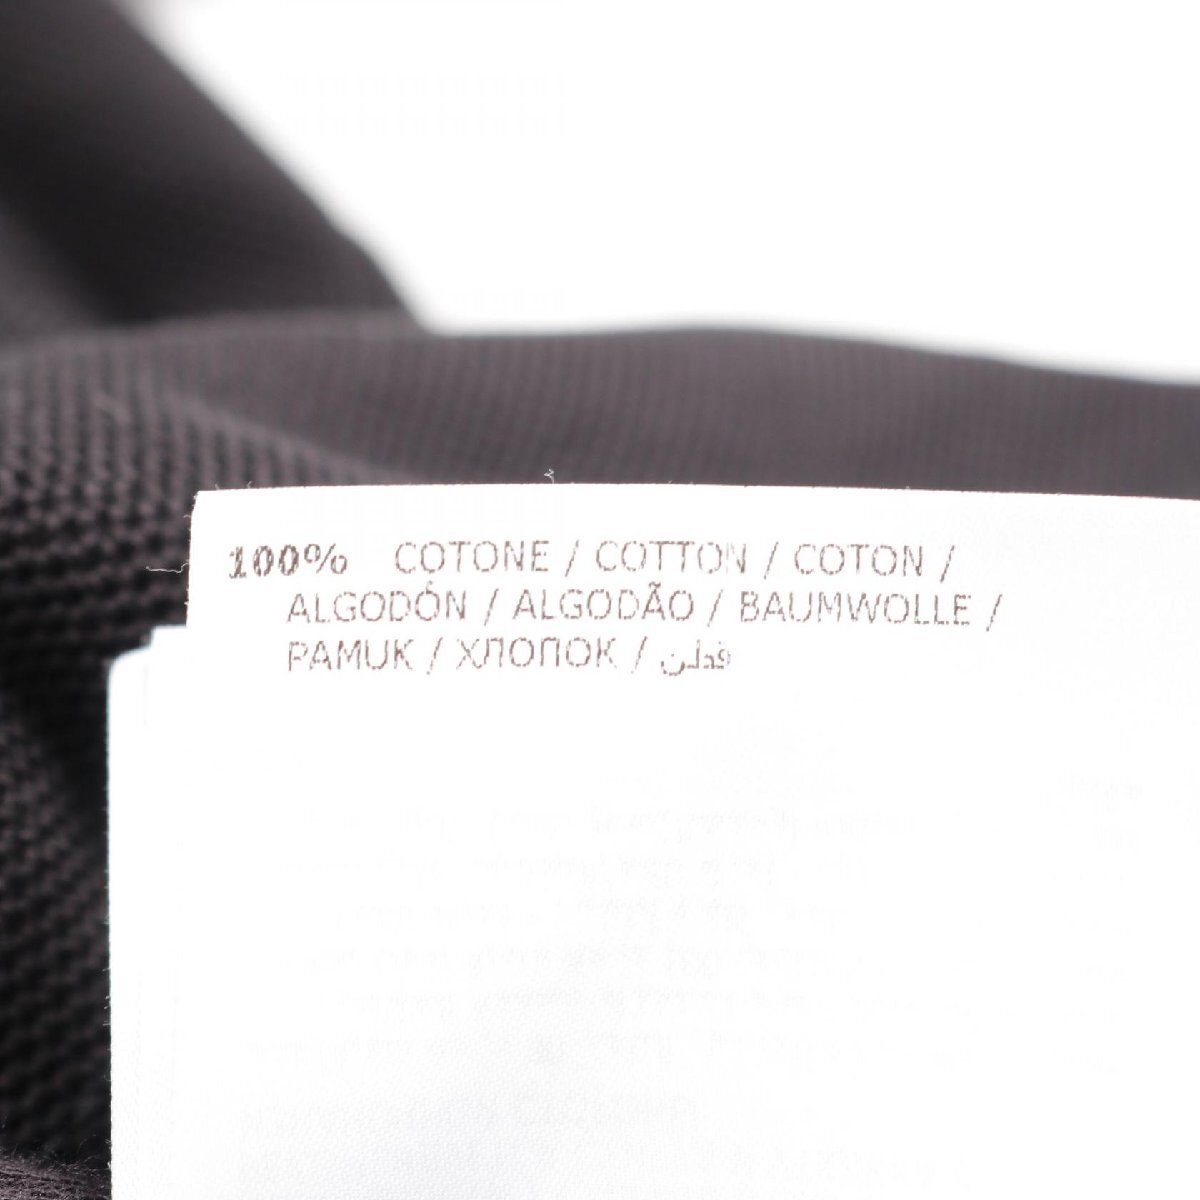 100% COTONE / COTTON / COTON /
ALGODÓN / ALGODÃO / BAUMWOLLE /
PAMUK / ХЛОПОК / قطن